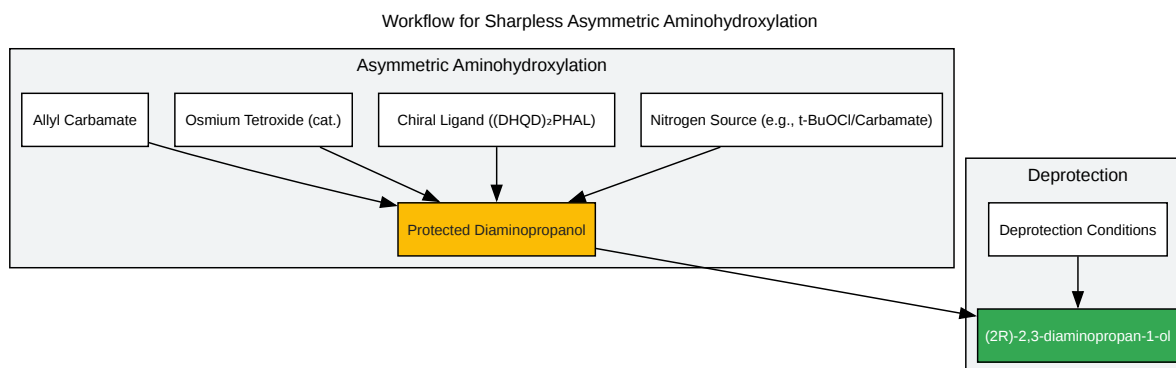 Workflow for Sharpless Asymmetric Aminohydroxylation
Asymmetric Aminohydroxylation
Allyl Carbamate
Osmium Tetroxide (cat.)
Chiral Ligand ((DHQD)₂PHAL)
Nitrogen Source (e.g., t-BuOCl/Carbamate)
Protected Diaminopropanol
Deprotection
Deprotection Conditions
(2R)-2,3-diaminopropan-1-ol